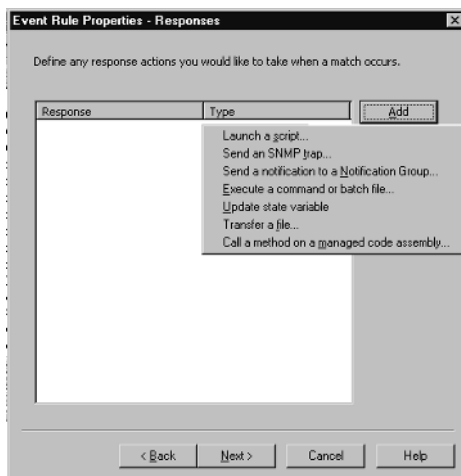 Event Rule Properties - Responses
Define any response actions you would like to take when a match occurs.
Response Type Add
Launch a script...
Send an SNMP trap...
Send a notification to a Notification Group...
Execute a command or batch file...
Update state variable
Transfer a file...
Call a method on a managed code assembly...
< Back Next > Cancel Help